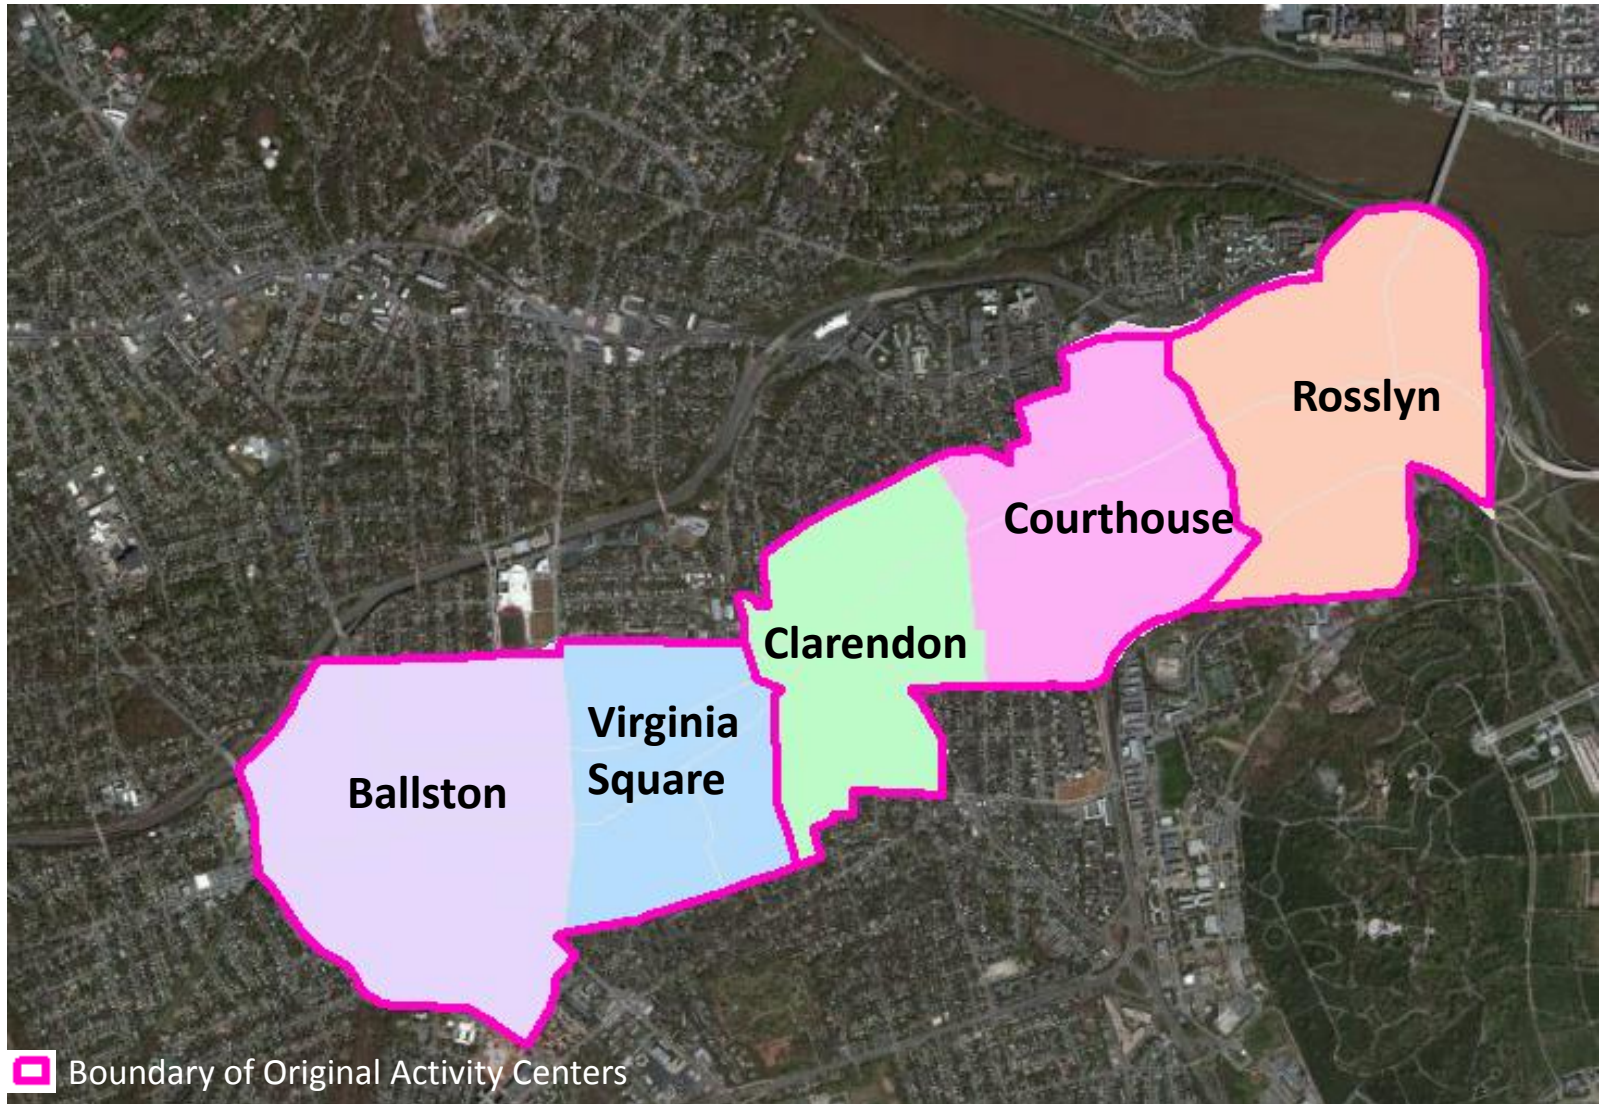 Rosslyn
Courthouse
Clarendon
Virginia
Square
Ballston
Boundary of Original Activity Centers